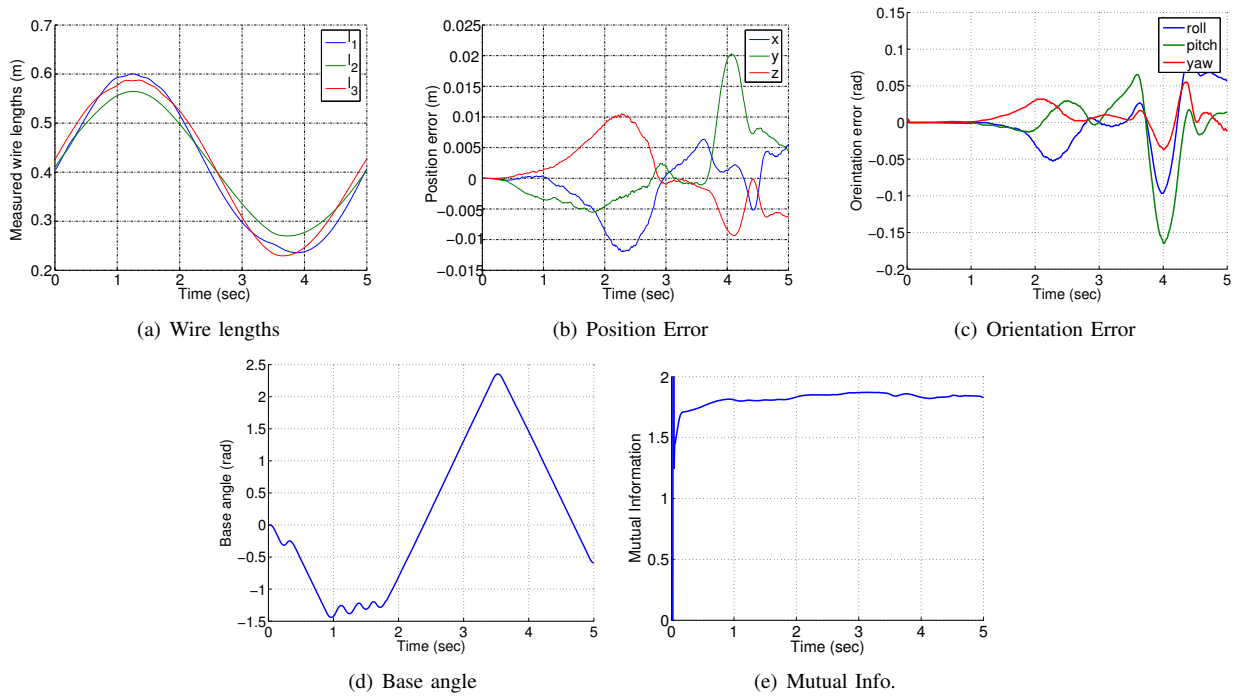 0.7
0.6
0.5
0.4
0.3
0.2
0 1 2 3 4 5
Measured wire lengths (m)
Time (sec)
l1
l2
l3
(a) Wire lengths
0.025
0.02
0.015
0.01
0.005
0
−0.005
−0.01
−0.015
0 1 2 3 4 5
Position error (m)
Time (sec)
x
y
z
(b) Position Error
0.15
0.1
0.05
0
−0.05
−0.1
−0.15
−0.2
0 1 2 3 4 5
Oreintation error (rad)
Time (sec)
roll
pitch
yaw
(c) Orientation Error
2.5
2
1.5
1
0.5
0
−0.5
−1
−1.5
0 1 2 3 4 5
Base angle (rad)
Time (sec)
(d) Base angle
2
1.5
1
0.5
0
0 1 2 3 4 5
Mutual Information
Time (sec)
(e) Mutual Info.